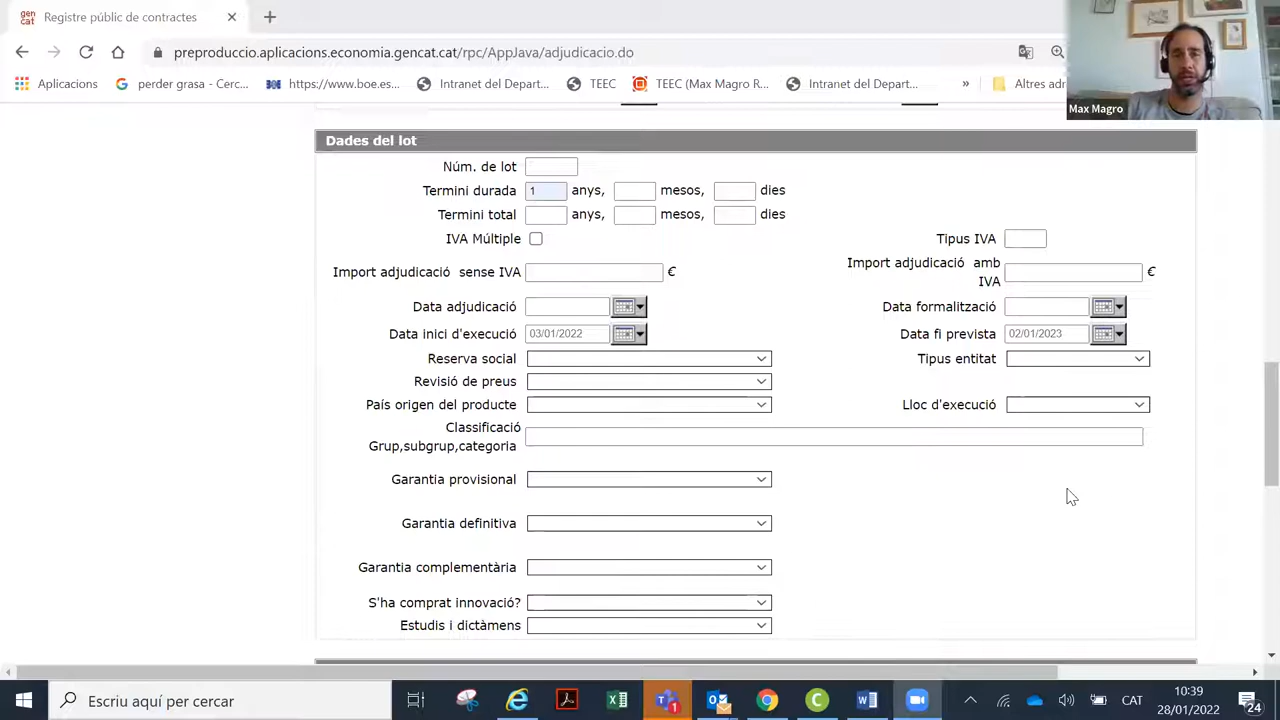 gen
cat
Registre públic de contractes
preproduccio.aplicacions.economia.gencat.cat/rpc/AppJava/adjudicacio.do
Aplicacions
perder grasa - Cerc...
https://www.boe.es...
Intranet del Depart...
TEEC
TEEC (Max Magro R...
Intranet del Depart...
»
Altres adr
Max Magro
Dades del lot
Núm. de lot
Termini durada 1 anys, mesos, dies
Termini total anys, mesos, dies
IVA Múltiple
Tipus IVA
Import adjudicació sense IVA €
Import adjudicació amb
IVA €
Data adjudicació
Data formalització
Data inici d'execució 03/01/2022
Data fi prevista 02/01/2023
Reserva social
Tipus entitat
Revisió de preus
País origen del producte
Lloc d'execució
Classificació
Grup,subgrup,categoria
Garantia provisional
Garantia definitiva
Garantia complementària
S'ha comprat innovació?
Estudis i dictàmens
Escriu aquí per cercar
1
CAT
10:39
28/01/2022
24